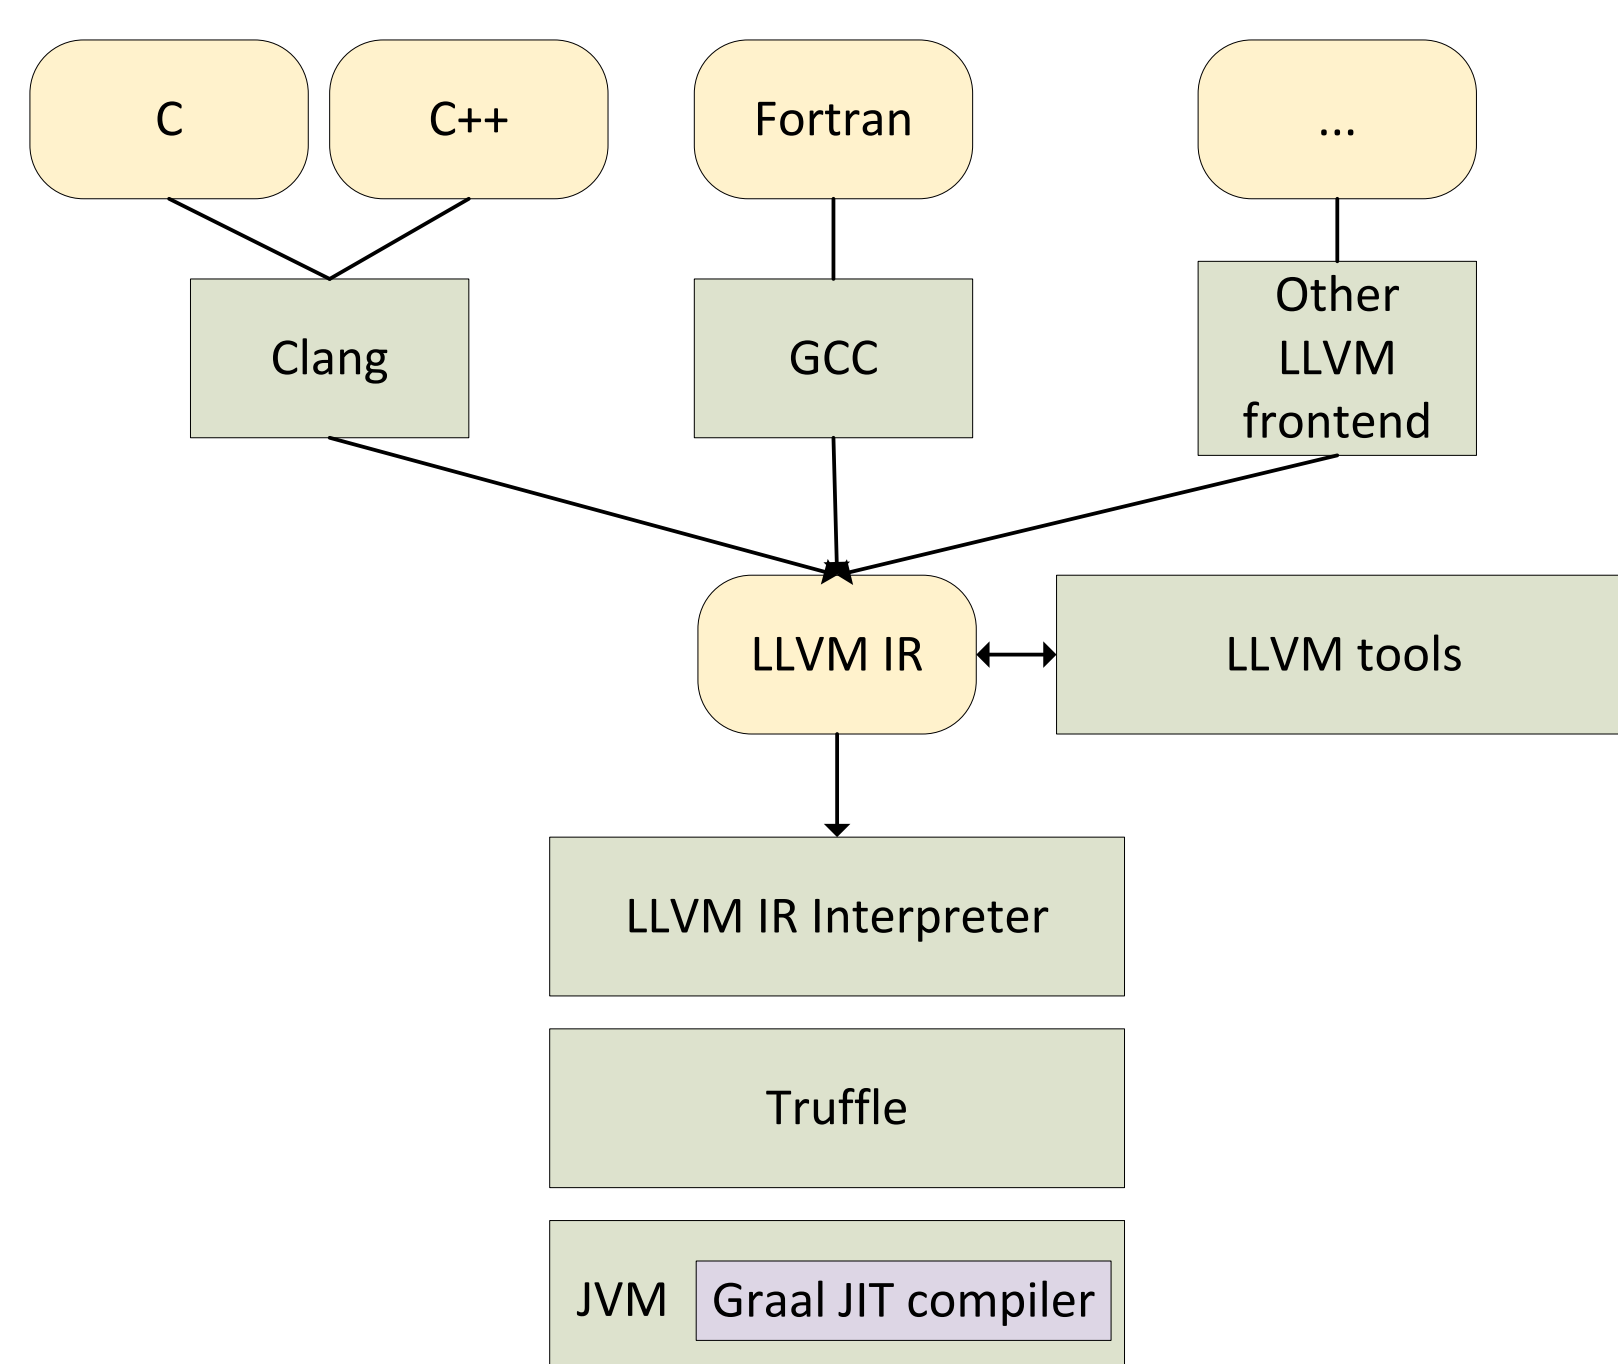 C
C++
Fortran
...
Clang
GCC
Other
LLVM
frontend
LLVM IR
LLVM tools
LLVM IR Interpreter
Truffle
JVM
Graal JIT compiler